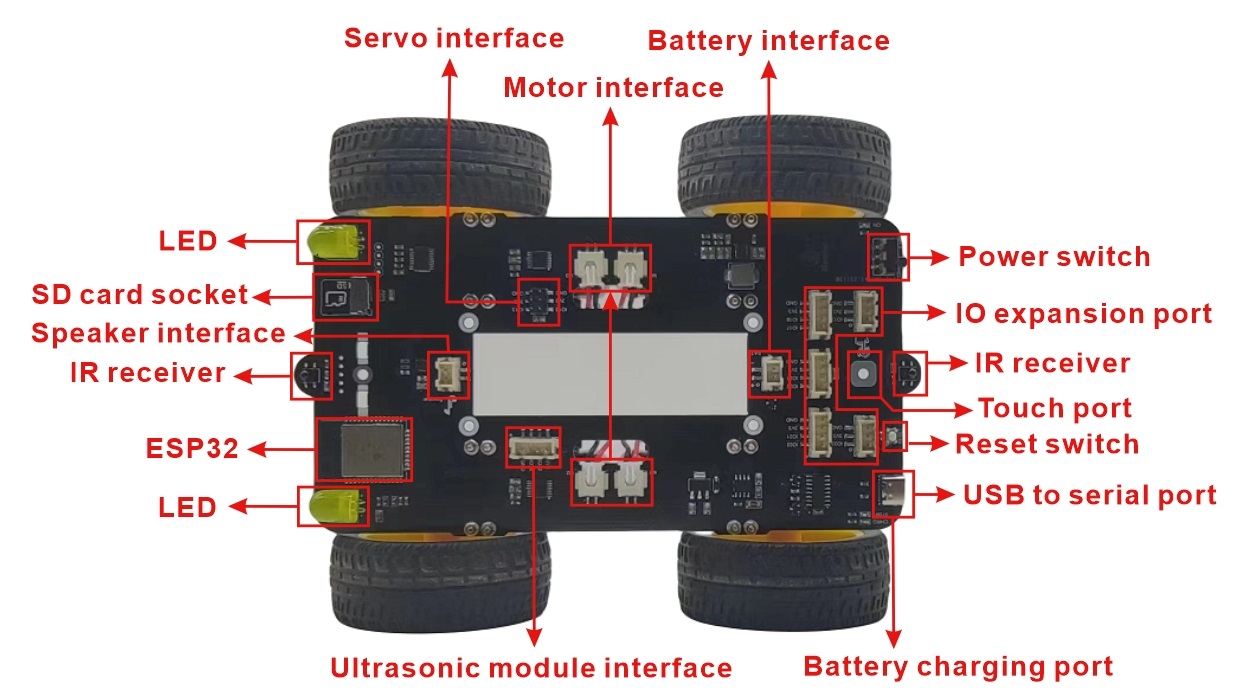 Servo interface
Battery interface
Motor interface
LED
Power switch
SD card socket
IO expansion port
Speaker interface
IR receiver
IR receiver
Touch port
ESP32
Reset switch
LED
USB to serial port
Ultrasonic module interface
Battery charging port